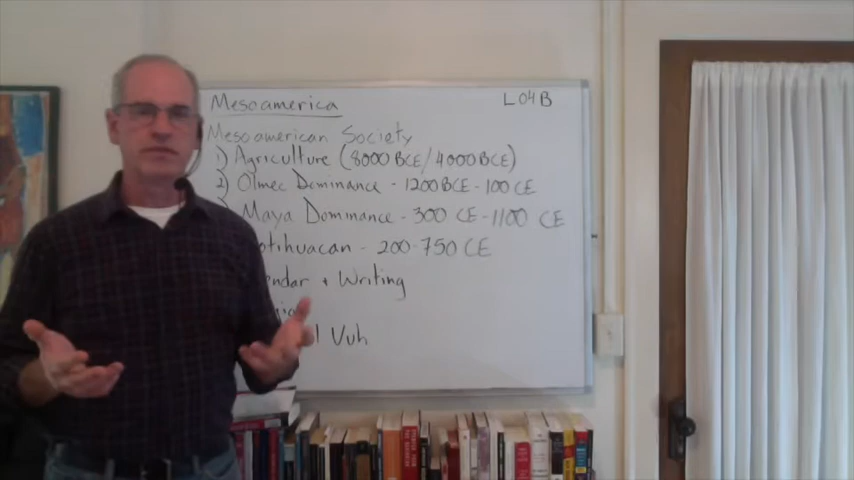 Mesoamerica
L04B
Mesoamerican Society
1) Agriculture (8000 BCE/4000 BCE)
2) Olmec Dominance - 1200 BCE - 100 CE
Maya Dominance - 300 CE - 1100 CE
otihuacan - 200-750 CE
endar + Writing
l Vuh